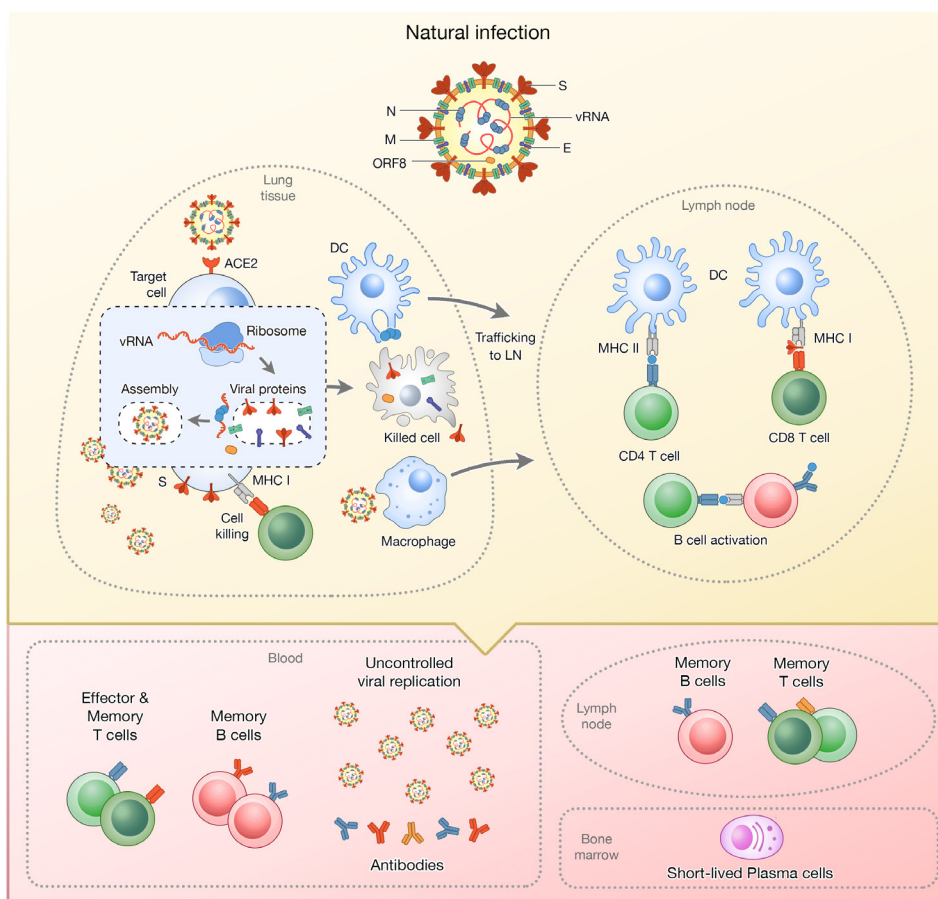 Natural infection
S
N
vRNA
M
E
ORF8
Lung
tissue
ACE2
Target
cell
vRNA
Ribosome
Assembly
Viral proteins
S
MHC I
Cell
killing
DC
Killed cell
Macrophage
Trafficking
to LN
Lymph node
DC
MHC II
MHC I
CD4 T cell
CD8 T cell
B cell activation
Blood
Effector &
Memory
T cells
Memory
B cells
Uncontrolled
viral replication
Antibodies
Lymph
node
Memory
B cells
Memory
T cells
Bone
marrow
Short-lived Plasma cells